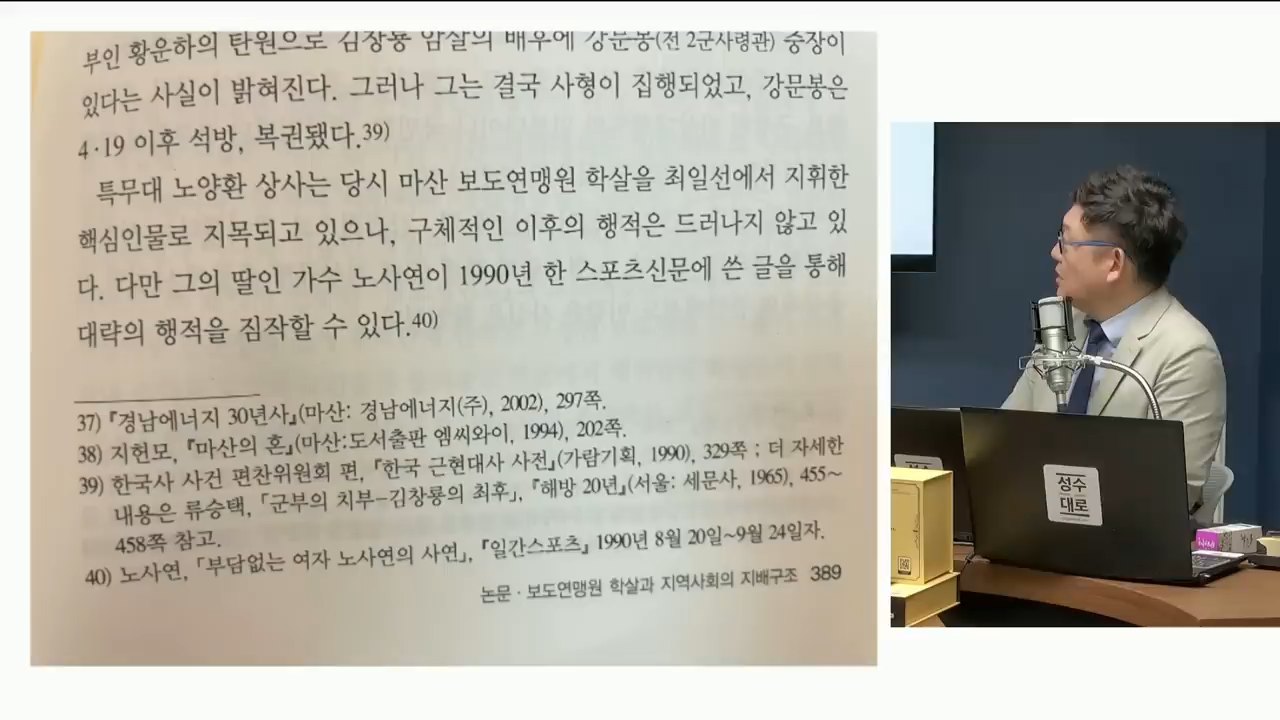 부인 황운하의 탄원으로 김창룡 암살의 배후에 강문봉(전 2군사령관) 중장이
있다는 사실이 밝혀진다. 그러나 그는 결국 사형이 집행되었고, 강문봉은
4·19 이후 석방, 복권됐다.39)
특무대 노양환 상사는 당시 마산 보도연맹원 학살을 최일선에서 지휘한
핵심인물로 지목되고 있으나, 구체적인 이후의 행적은 드러나지 않고 있
다. 다만 그의 딸인 가수 노사연이 1990년 한 스포츠신문에 쓴 글을 통해
대략의 행적을 짐작할 수 있다.40)
37) 『경남에너지 30년사』(마산: 경남에너지(주), 2002), 297쪽.
38) 지헌모, 『마산의 혼』(마산:도서출판 엠씨와이, 1994), 202쪽.
39) 한국사 사건 편찬위원회 편, 『한국 근현대사 사전』(가람기획, 1990), 329쪽 ; 더 자세한
내용은 류승택, 「군부의 치부-김창룡의 최후」, 『해방 20년』(서울: 세문사, 1965), 455~
458쪽 참고.
40) 노사연, 「부담없는 여자 노사연의 사연」, 『일간스포츠』 1990년 8월 20일~9월 24일자.
논문 · 보도연맹원 학살과 지역사회의 지배구조 389
성수
대로